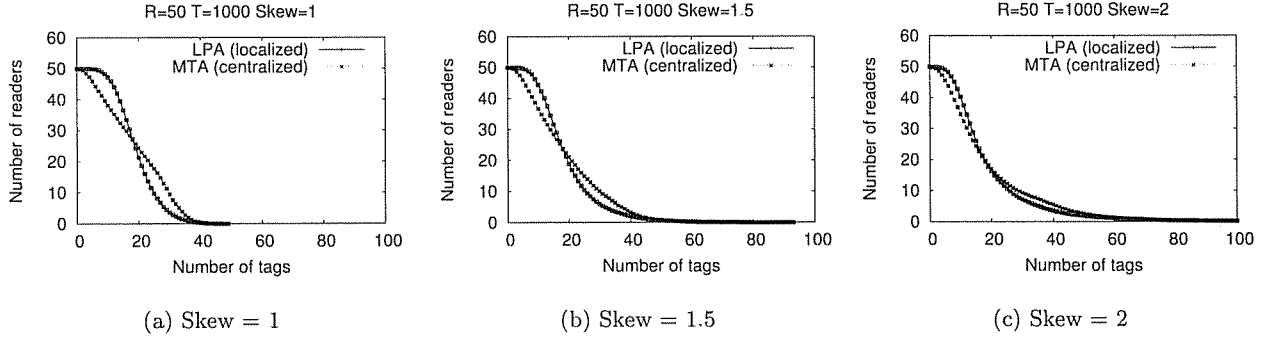 R=50 T=1000 Skew=1
60
50
40
30
20
10
0
Number of readers
LPA (localized)
MTA (centralized)
0 20 40 60 80 100
Number of tags
(a) Skew = 1
R=50 T=1000 Skew=1.5
60
50
40
30
20
10
0
Number of readers
LPA (localized)
MTA (centralized)
0 20 40 60 80 100
Number of tags
(b) Skew = 1.5
R=50 T=1000 Skew=2
60
50
40
30
20
10
0
Number of readers
LPA (localized)
MTA (centralized)
0 20 40 60 80 100
Number of tags
(c) Skew = 2